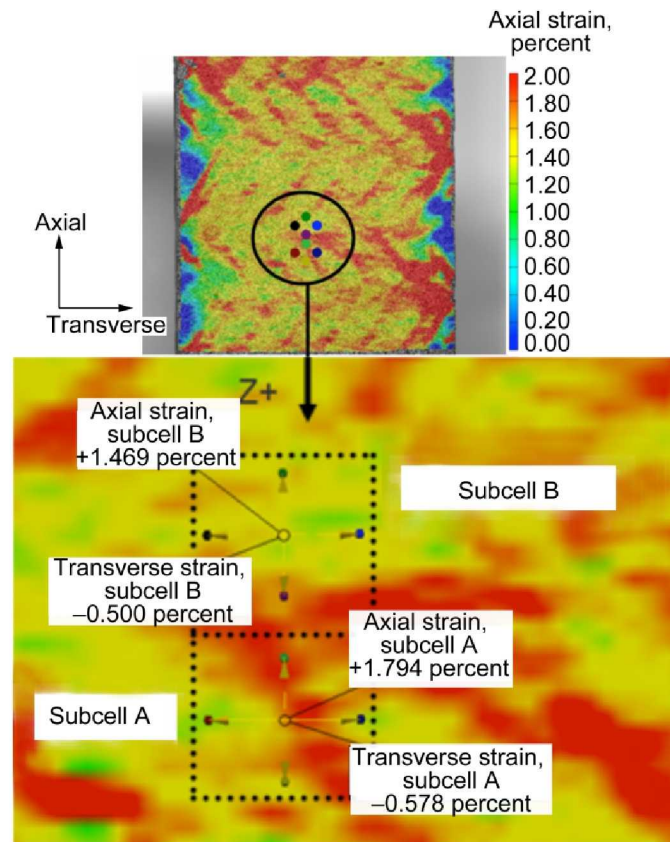 Axial strain,
percent
2.00
1.80
1.60
1.40
1.20
1.00
0.80
0.60
0.40
0.20
0.00
Axial
Transverse
Z+
Axial strain,
subcell B
+1.469 percent
Subcell B
Transverse strain,
subcell B
–0.500 percent
Axial strain,
subcell A
+1.794 percent
Subcell A
Transverse strain,
subcell A
–0.578 percent